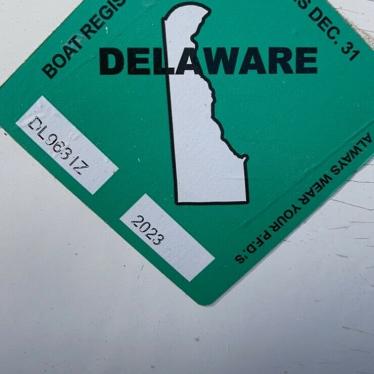 BOAT REGIS
S DEC. 31
DELAWARE
DL9631Z
2023
ALWAYS WEAR YOUR P.F.D.'S